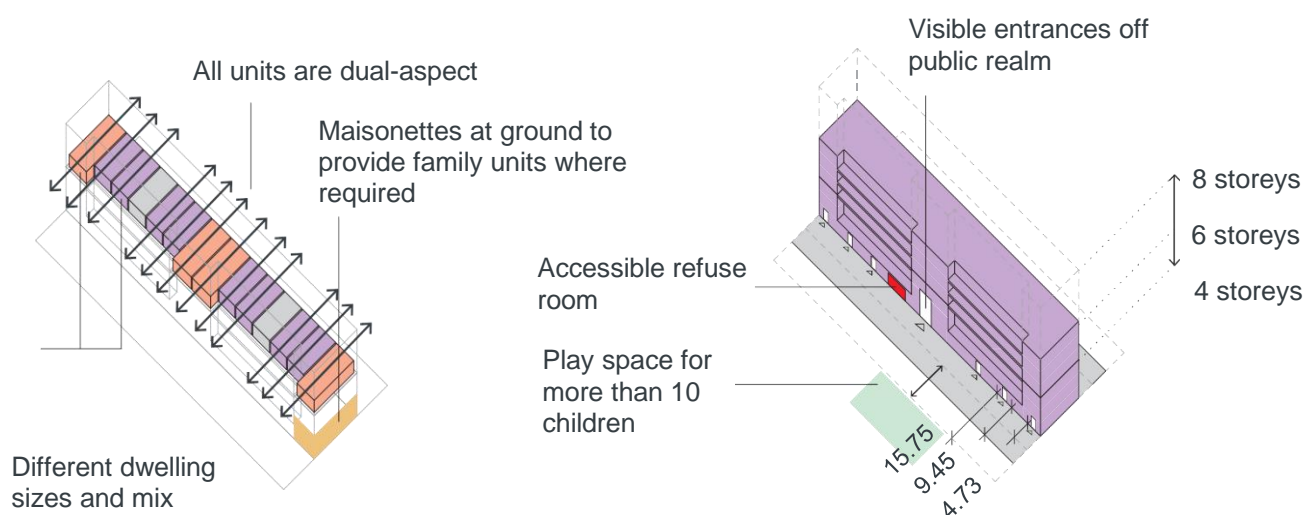 All units are dual-aspect
Maisonettes at ground to
provide family units where
required
Different dwelling
sizes and mix
Visible entrances off
public realm
8 storeys
6 storeys
4 storeys
Accessible refuse
room
Play space for
more than 10
children
15.75
9.45
4.73